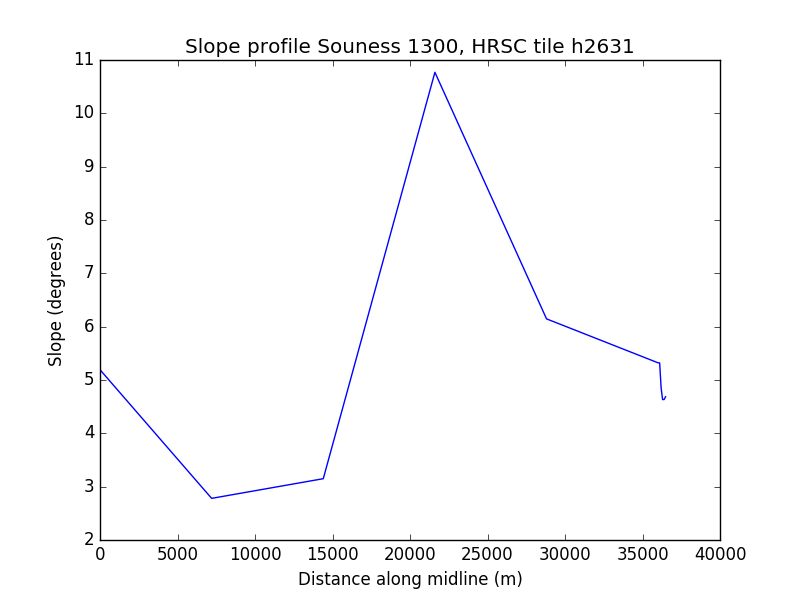 Slope profile Souness 1300, HRSC tile h2631
11
10
9
8
7
6
5
4
3
2
Slope (degrees)
0 5000 10000 15000 20000 25000 30000 35000 40000
Distance along midline (m)